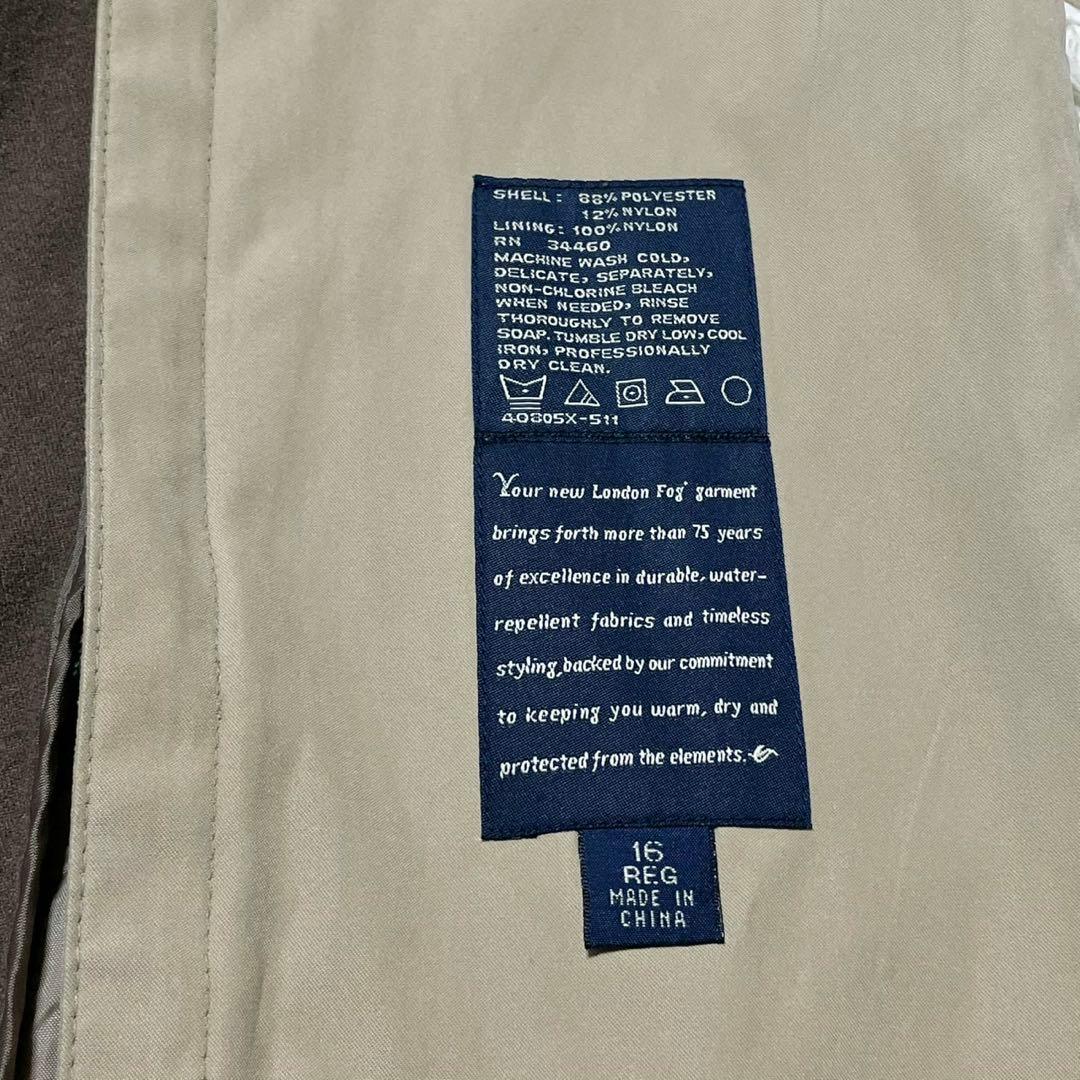 SHELL: 88% POLYESTER
12% NYLON
LINING: 100% NYLON
RN 34460
MACHINE WASH COLD,
DELICATE, SEPARATELY,
NON-CHLORINE BLEACH
WHEN NEEDED, RINSE
THOROUGHLY TO REMOVE
SOAP. TUMBLE DRY LOW, COOL
IRON, PROFESSIONALLY
DRY CLEAN.
40805X-511
Your new London Fog® garment
brings forth more than 75 years
of excellence in durable, water-
repellent fabrics and timeless
styling, backed by our commitment
to keeping you warm, dry and
protected from the elements.
16
REG
MADE IN
CHINA